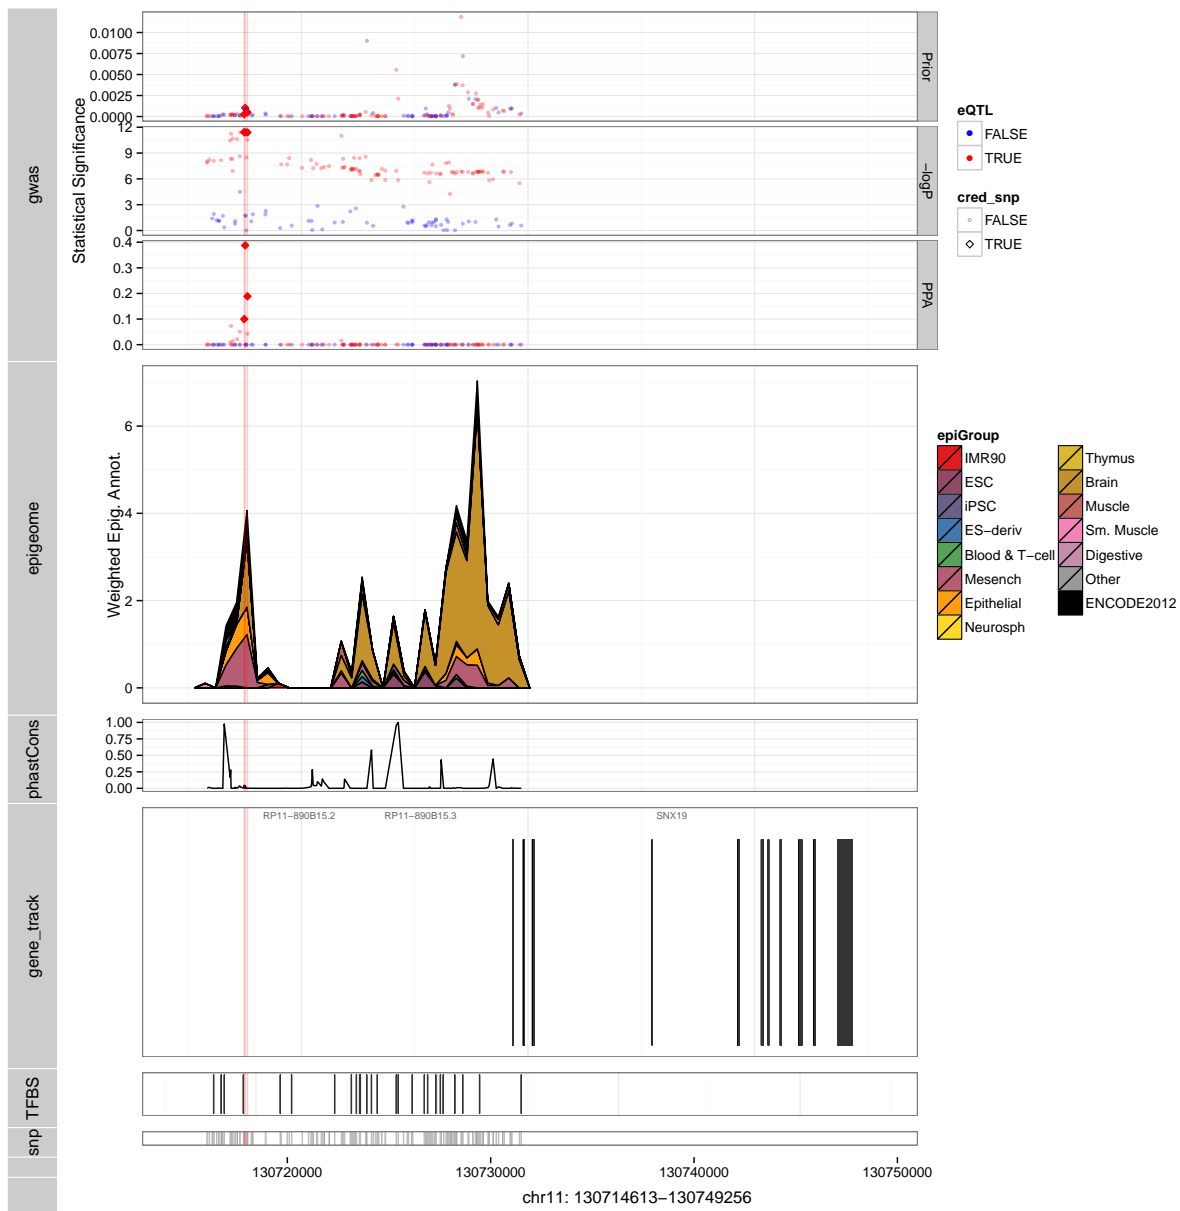 gwas
Statistical Significance
0.0100
0.0075
0.0050
0.0025
0.0000
Prior
12
9
6
3
0
−logP
0.4
0.3
0.2
0.1
0.0
PPA
eQTL
FALSE
TRUE
cred_snp
FALSE
TRUE
epigeome
Weighted Epig. Annot.
6
4
2
0
epiGroup
IMR90
ESC
iPSC
ES−deriv
Blood & T−cell
Mesench
Epithelial
Neurosph
Thymus
Brain
Muscle
Sm. Muscle
Digestive
Other
ENCODE2012
phastCons
1.00
0.75
0.50
0.25
0.00
gene_track
RP11−890B15.2
RP11−890B15.3
SNX19
TFBS
snp
130720000
130730000
130740000
130750000
chr11: 130714613−130749256